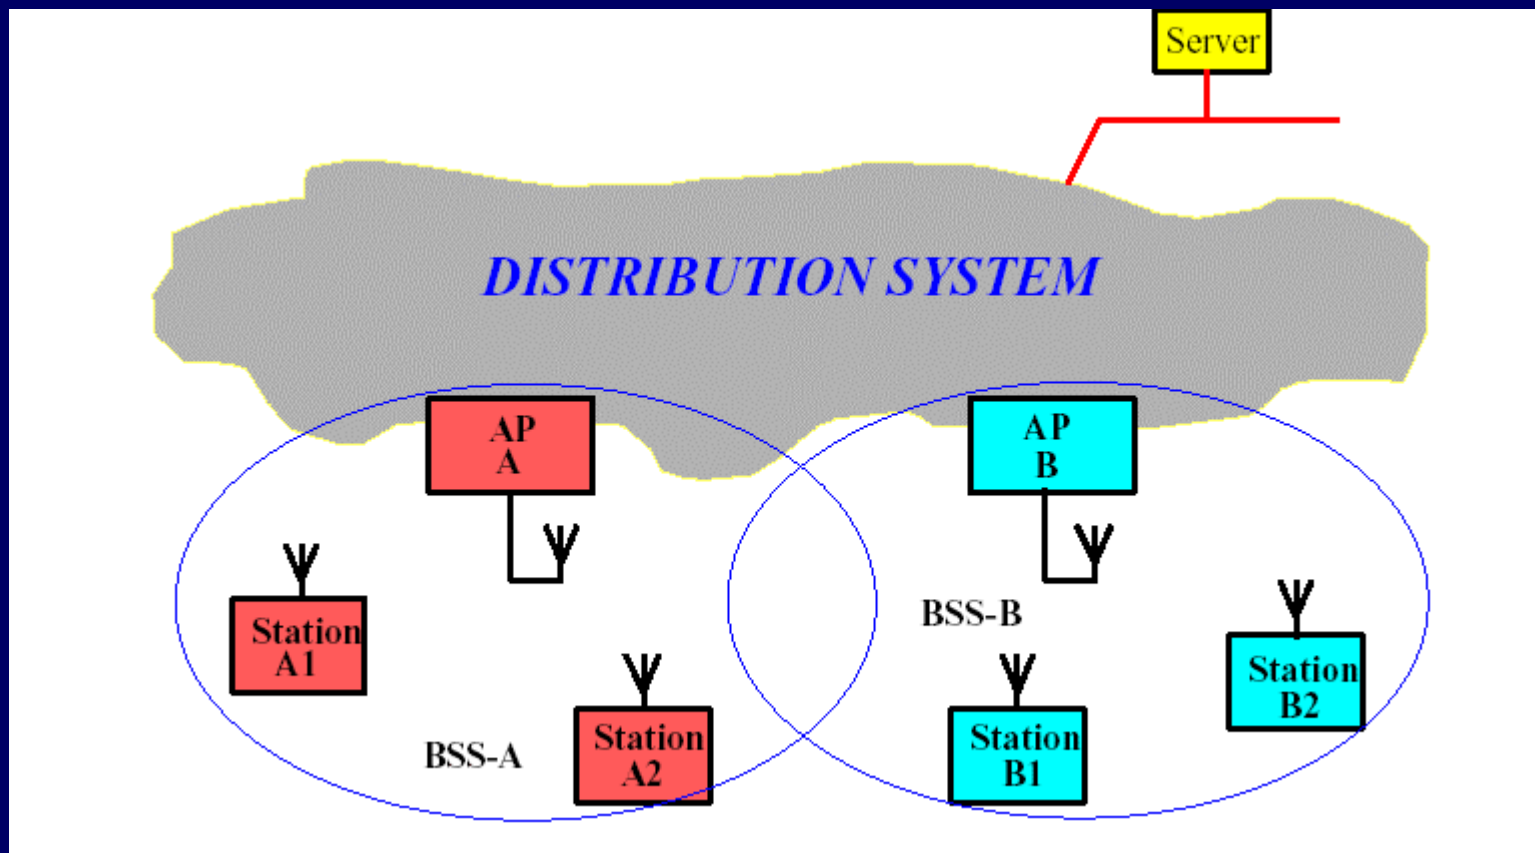 Server
DISTRIBUTION SYSTEM
AP
A
AP
B
Station
A1
BSS-A
Station
A2
BSS-B
Station
B1
Station
B2